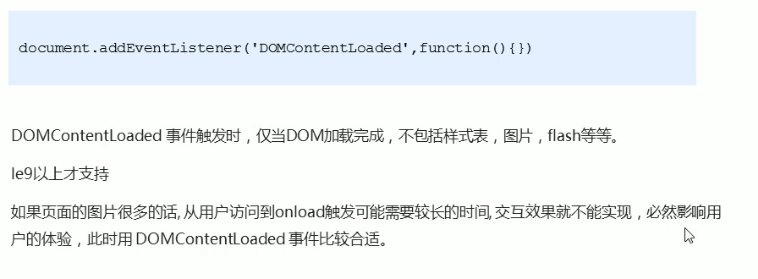 document.addEventListener('DOMContentLoaded',function(){})
DOMContentLoaded 事件触发时，仅当DOM加载完成，不包括样式表，图片，flash等等。
Ie9以上才支持
如果页面的图片很多的话, 从用户访问到onload触发可能需要较长的时间, 交互效果就不能实现，必然影响用
户的体验，此时用 DOMContentLoaded 事件比较合适。